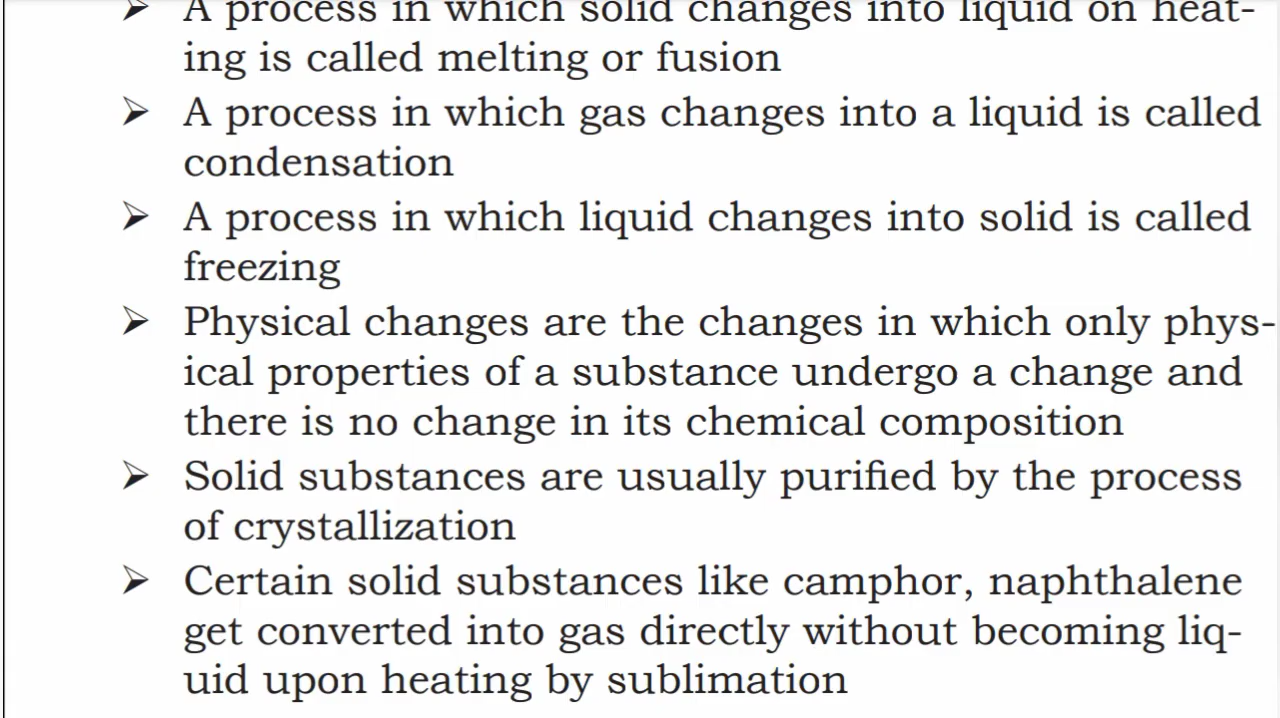 ➢ A process in which solid changes into liquid on heat-
ing is called melting or fusion
➢ A process in which gas changes into a liquid is called
condensation
➢ A process in which liquid changes into solid is called
freezing
➢ Physical changes are the changes in which only phys-
ical properties of a substance undergo a change and
there is no change in its chemical composition
➢ Solid substances are usually purified by the process
of crystallization
➢ Certain solid substances like camphor, naphthalene
get converted into gas directly without becoming liq-
uid upon heating by sublimation